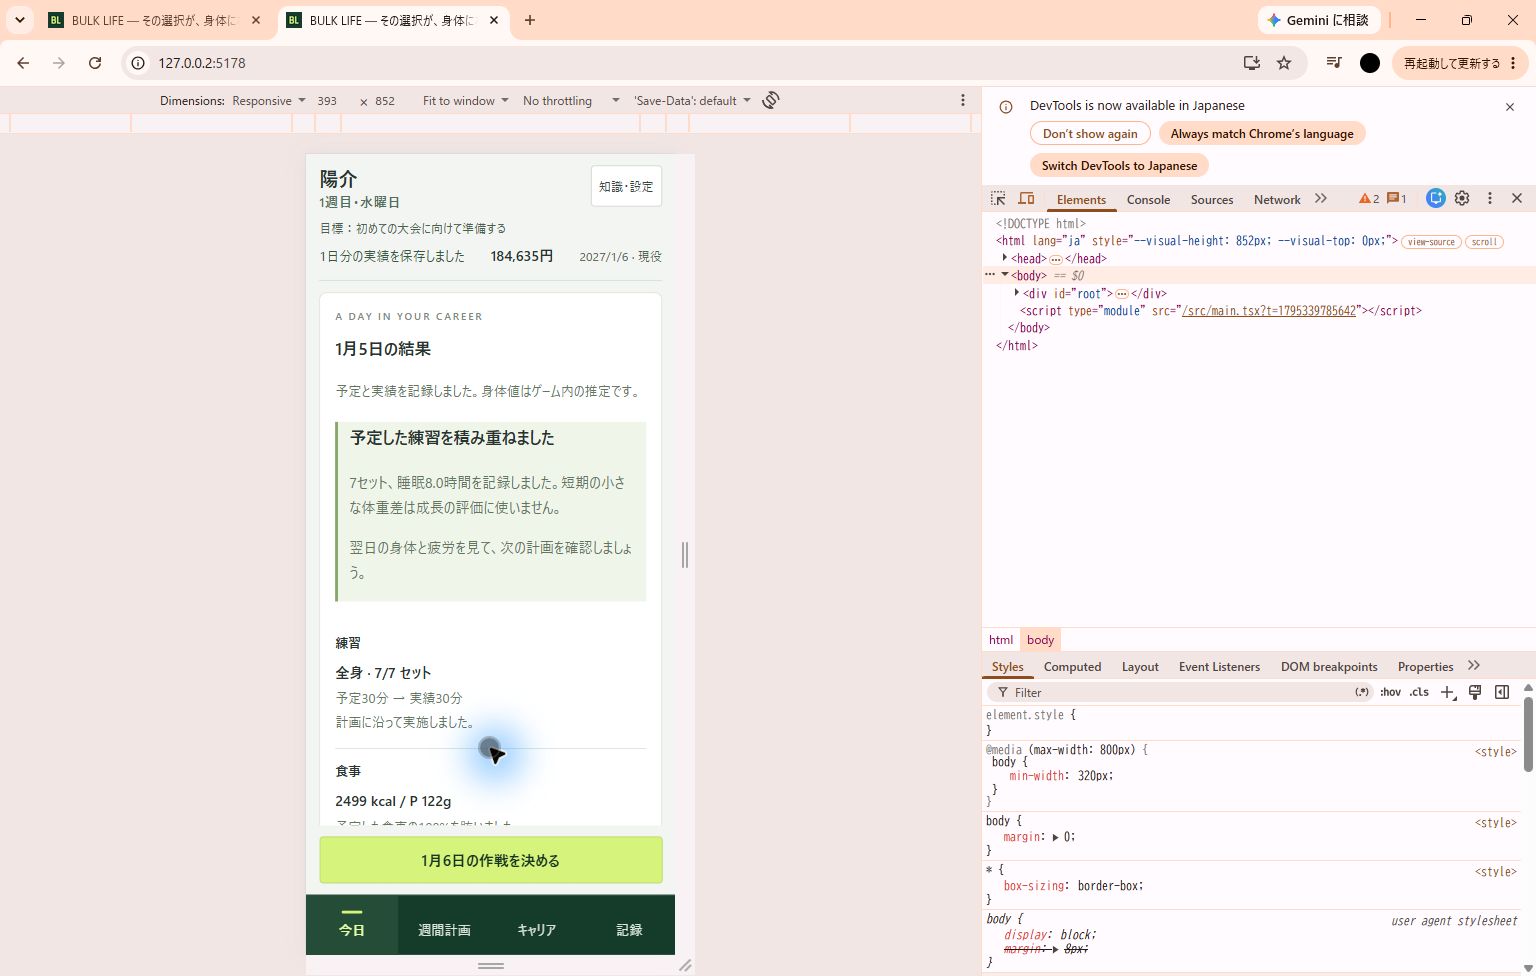 BULK LIFE — その選択が、身体に
BULK LIFE — その選択が、身体に
Gemini に相談
127.0.0.2:5178
再起動して更新する
Dimensions: Responsive 393 × 852 Fit to window No throttling 'Save-Data': default
DevTools is now available in Japanese
Don't show again Always match Chrome's language
Switch DevTools to Japanese
陽介
知識・設定
1週目・水曜日
目標：初めての大会に向けて準備する
1日分の実績を保存しました 184,635円 2027/1/6 · 現役
A DAY IN YOUR CAREER
1月5日の結果
予定と実績を記録しました。身体値はゲーム内の推定です。
予定した練習を積み重ねました
7セット、睡眠8.0時間を記録しました。短期の小さ
な体重差は成長の評価に使いません。
翌日の身体と疲労を見て、次の計画を確認しましょ
う。
練習
全身 · 7/7 セット
予定30分 → 実績30分
計画に沿って実施しました。
食事
2499 kcal / P 122g
1月6日の作戦を決める
今日 週間計画 キャリア 記録
Elements Console Sources Network 2 1
<!DOCTYPE html>
<html lang="ja" style="--visual-height: 852px; --visual-top: 0px;"> view-source scroll
<head> … </head>
<body> == $0
<div id="root"> … </div>
<script type="module" src="/src/main.tsx?t=1795339785642"></script>
</body>
</html>
html body
Styles Computed Layout Event Listeners DOM breakpoints Properties
Filter (.*) :hov .cls
element.style {
}
@media (max-width: 800px) { <style>
body {
min-width: 320px;
}
}
body { <style>
margin: 0;
}
* { <style>
box-sizing: border-box;
}
body { user agent stylesheet
display: block;
margin: 8px;
}